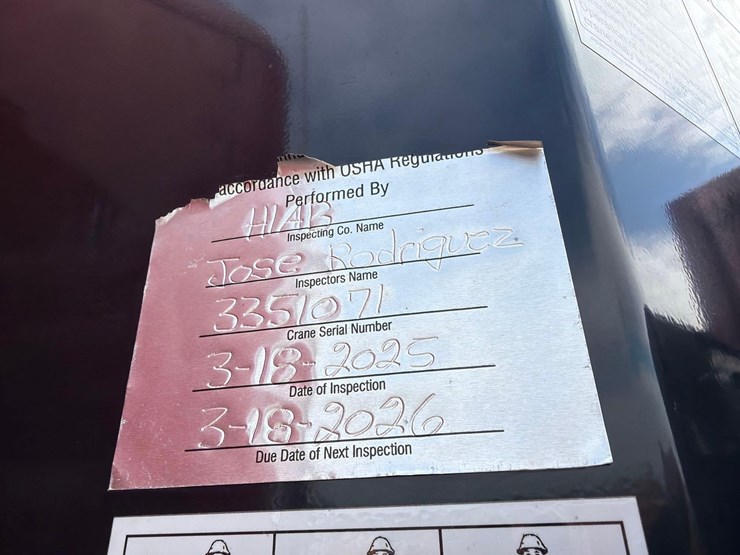 accordance with OSHA Regulations
Performed By
HIAB
Inspecting Co. Name
Jose Rodriguez
Inspectors Name
3351071
Crane Serial Number
3-18-2025
Date of Inspection
3-18-2026
Due Date of Next Inspection